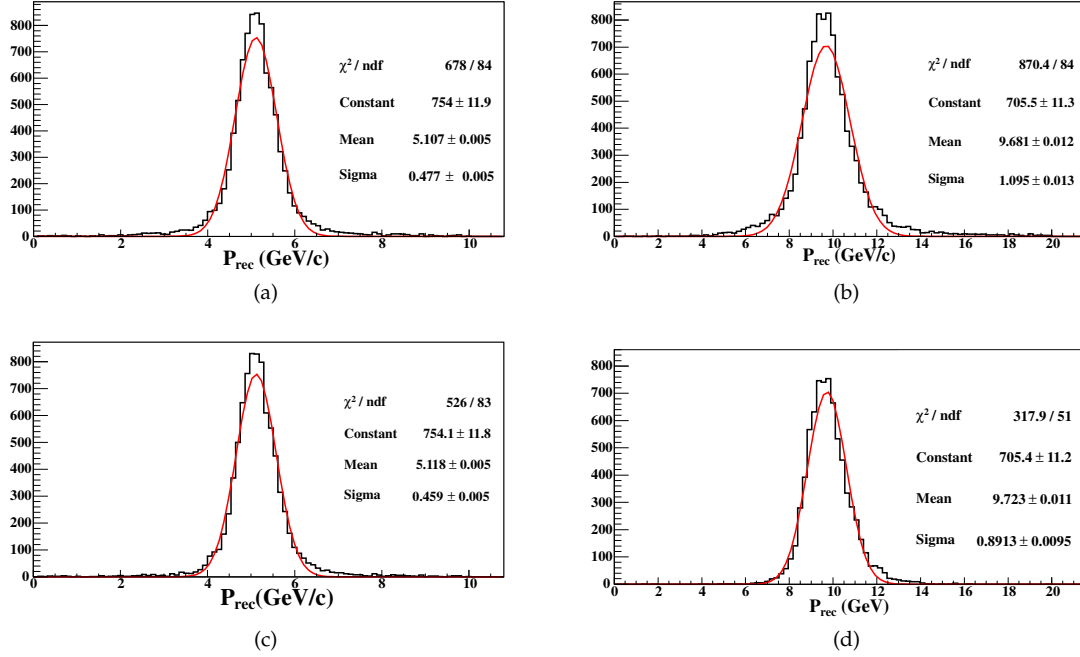 800
700
600
500
400
300
200
100
0
0 2 4 6 8 10
χ² / ndf 678 / 84
Constant 754 ± 11.9
Mean 5.107 ± 0.005
Sigma 0.477 ± 0.005
P_rec (GeV/c)
(a)
800
700
600
500
400
300
200
100
0
0 2 4 6 8 10 12 14 16 18 20
χ² / ndf 870.4 / 84
Constant 705.5 ± 11.3
Mean 9.681 ± 0.012
Sigma 1.095 ± 0.013
P_rec (GeV/c)
(b)
800
700
600
500
400
300
200
100
0
0 2 4 6 8 10
χ² / ndf 526 / 83
Constant 754.1 ± 11.8
Mean 5.118 ± 0.005
Sigma 0.459 ± 0.005
P_rec(GeV/c)
(c)
800
700
600
500
400
300
200
100
0
0 2 4 6 8 10 12 14 16 18 20
χ² / ndf 317.9 / 51
Constant 705.4 ± 11.2
Mean 9.723 ± 0.011
Sigma 0.8913 ± 0.0095
P_rec (GeV)
(d)